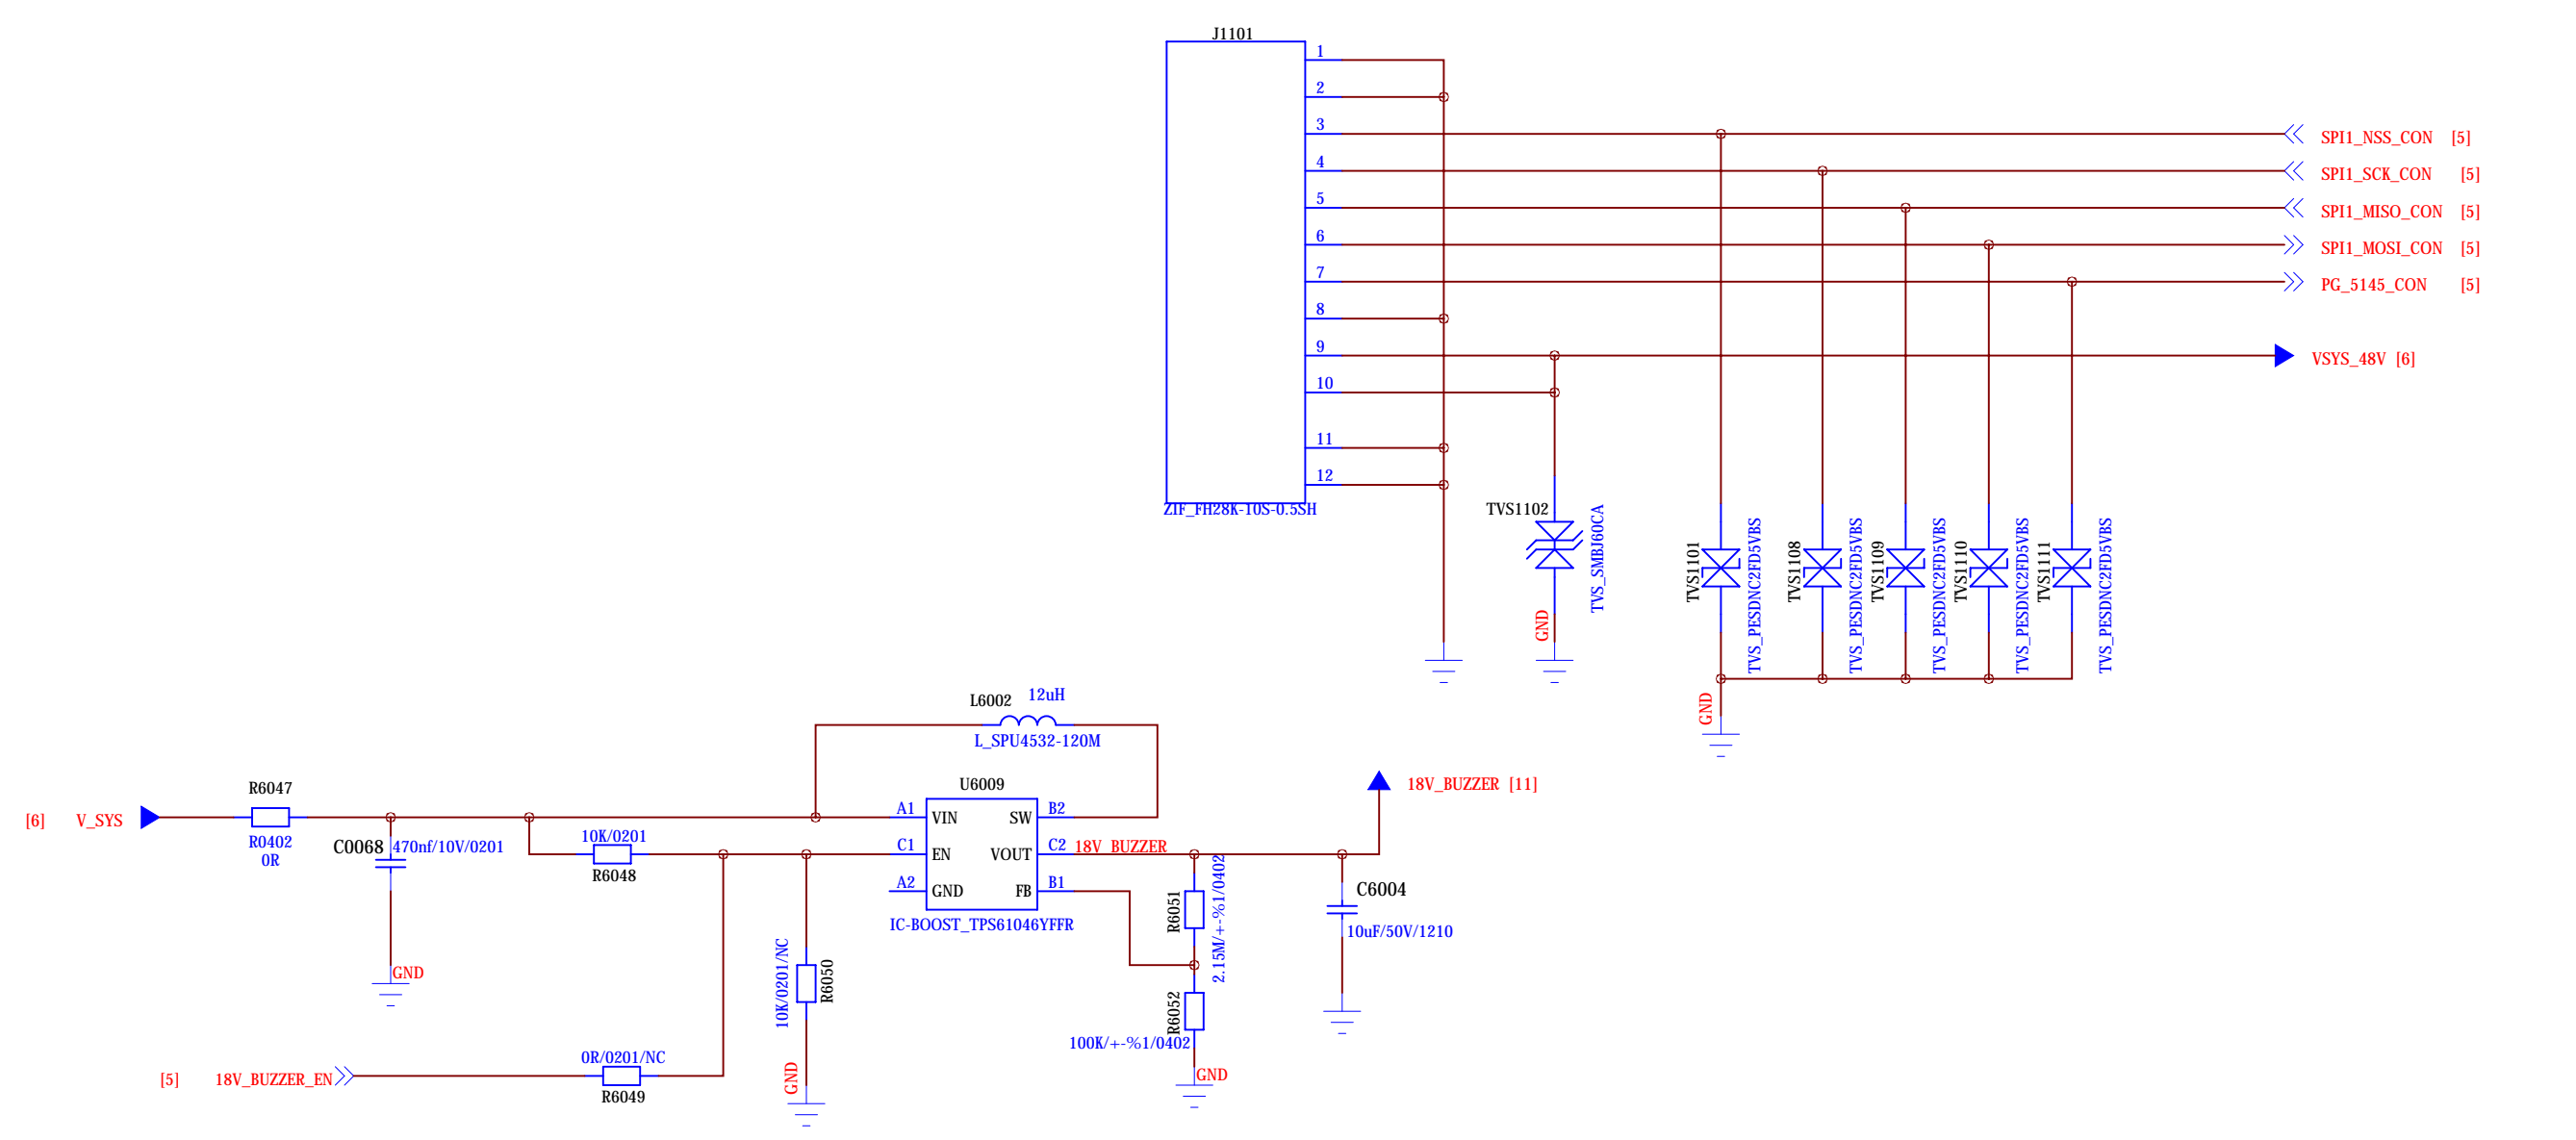 J1101
1
2
3
SPI1_NSS_CON [5]
4
SPI1_SCK_CON [5]
5
SPI1_MISO_CON [5]
6
SPI1_MOSI_CON [5]
7
PG_5145_CON [5]
8
9
VSYS_48V [6]
10
11
12
ZIF_FH28K-10S-0.5SH
TVS1102
TVS_SMBJ60CA
GND
TVS1101
TVS_PESDNC2FD5VBS
TVS1108
TVS_PESDNC2FD5VBS
TVS1109
TVS_PESDNC2FD5VBS
TVS1110
TVS_PESDNC2FD5VBS
TVS1111
TVS_PESDNC2FD5VBS
GND
L6002 12uH
L_SPU4532-120M
R6047
U6009
18V_BUZZER [11]
[6] V_SYS
R0402
0R
C0068 470nf/10V/0201
10K/0201
R6048
A1 VIN SW B2
C1 EN VOUT C2 18V_BUZZER
A2 GND FB B1
IC-BOOST_TPS61046YFFR
R6051
2.15M/+-%1/0402
C6004
10uF/50V/1210
GND
10K/0201/NC
R6050
R6052
100K/+-%1/0402
GND
GND
0R/0201/NC
[5] 18V_BUZZER_EN
R6049